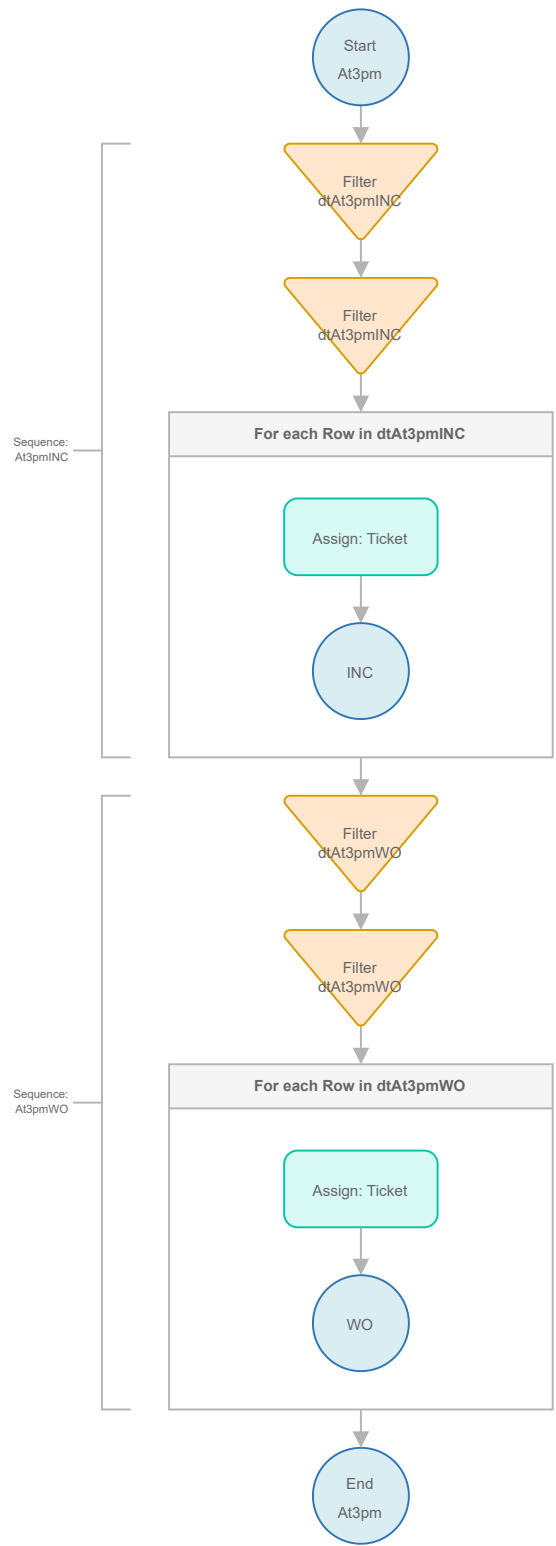 Start
At3pm
Filter
dtAt3pmINC
Filter
dtAt3pmINC
For each Row in dtAt3pmINC
Sequence:
At3pmINC
Assign: Ticket
INC
Filter
dtAt3pmWO
Filter
dtAt3pmWO
For each Row in dtAt3pmWO
Sequence:
At3pmWO
Assign: Ticket
WO
End
At3pm